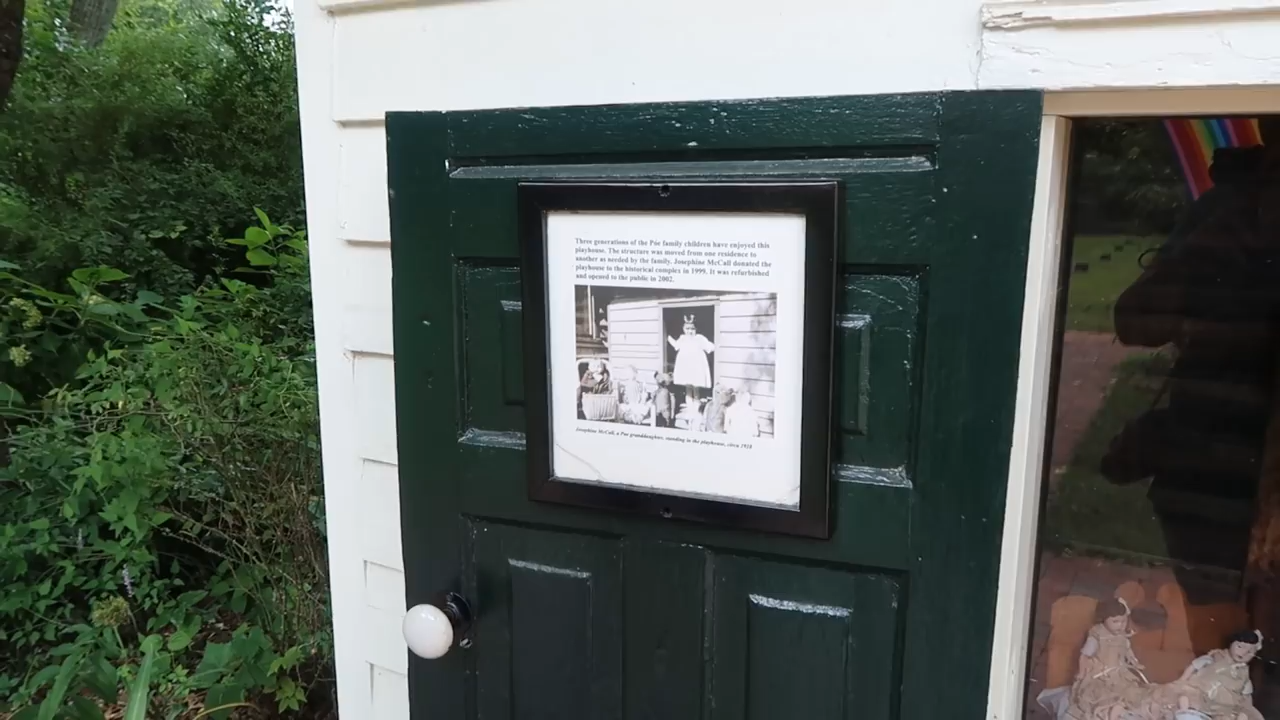 Three generations of the Poe family children have enjoyed this
playhouse. The structure was moved from one residence to
another as needed by the family. Josephine McCall donated the
playhouse to the historical complex in 1999. It was refurbished
and opened to the public in 2002.
Josephine McCall, a Poe granddaughter, standing in the playhouse, circa 1928